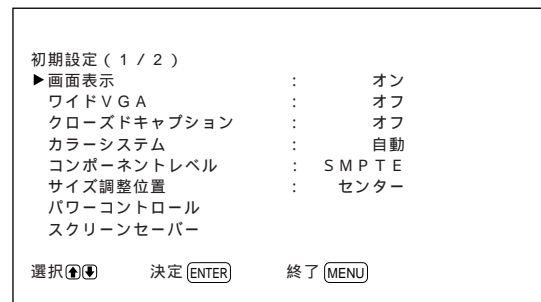 初期設定(1/2)
▶画面表示 : オン
ワイドVGA : オフ
クローズドキャプション : オフ
カラーシステム : 自動
コンポーネントレベル : SMPTE
サイズ調整位置 : センター
パワーコントロール
スクリーンセーバー
選択⬆⬇ 決定 ENTER 終了 MENU